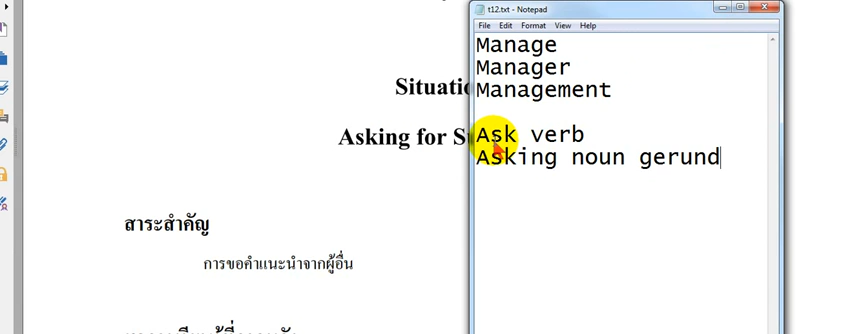 t12.txt - Notepad
File Edit Format View Help
Manage
Manager
Management
Ask verb
Asking noun gerund
Asking for
สาระสำคัญ
การขอคำแนะนำจากผู้อื่น